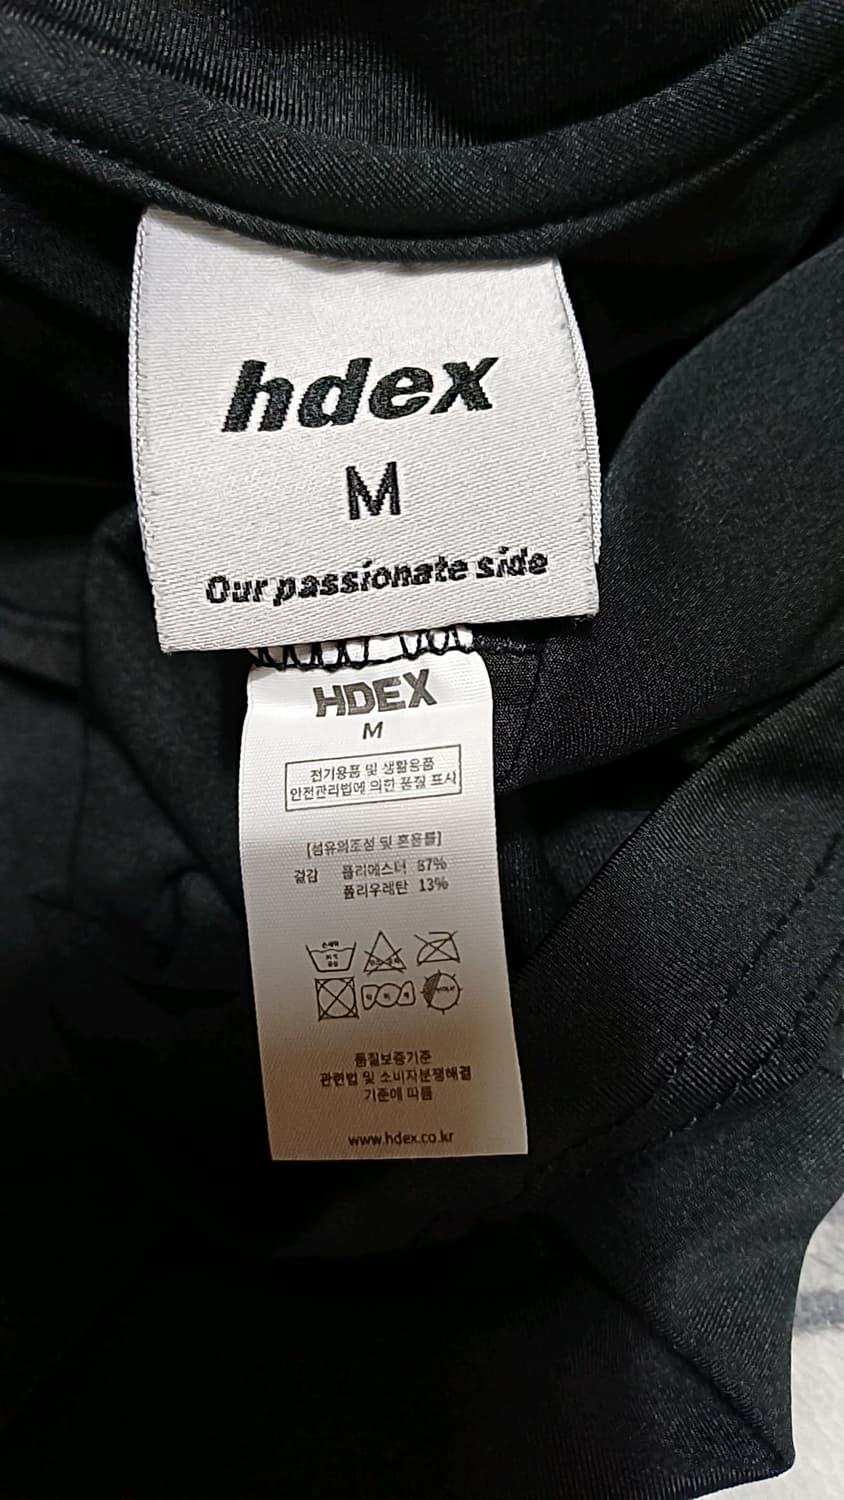 hdex
M
Our passionate side
HDEX
M
전기용품 및 생활용품
안전관리법에 의한 품질 표시
[섬유의조성 및 혼용률]
겉감 폴리에스터 87%
폴리우레탄 13%
손세탁
품질보증기준
관련법 및 소비자분쟁해결
기준에 따름
www.hdex.co.kr